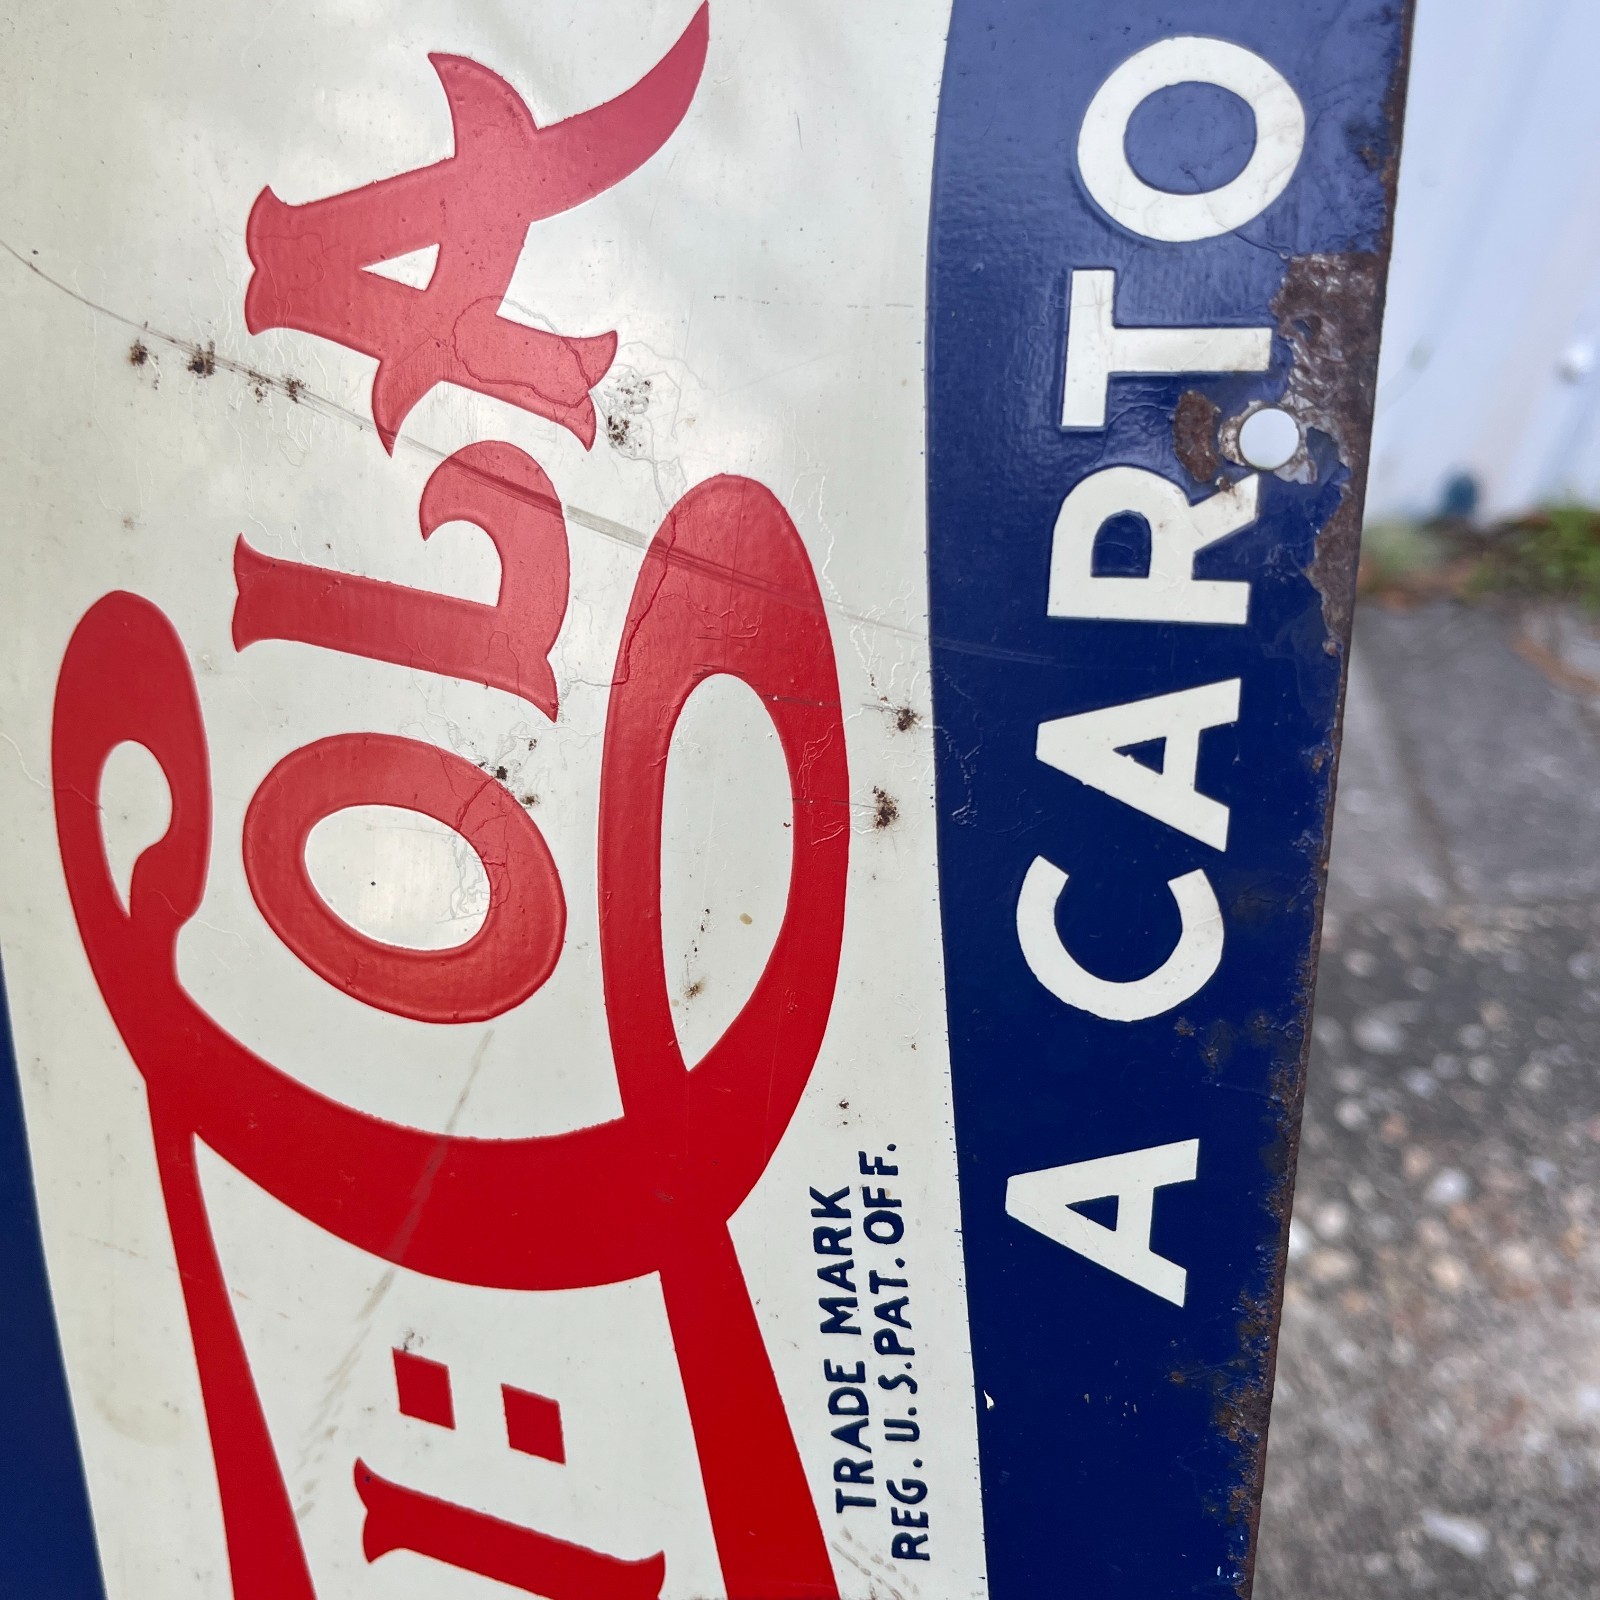 I:COLA
TRADE MARK
REG. U.S.PAT.OFF.
A CARTO